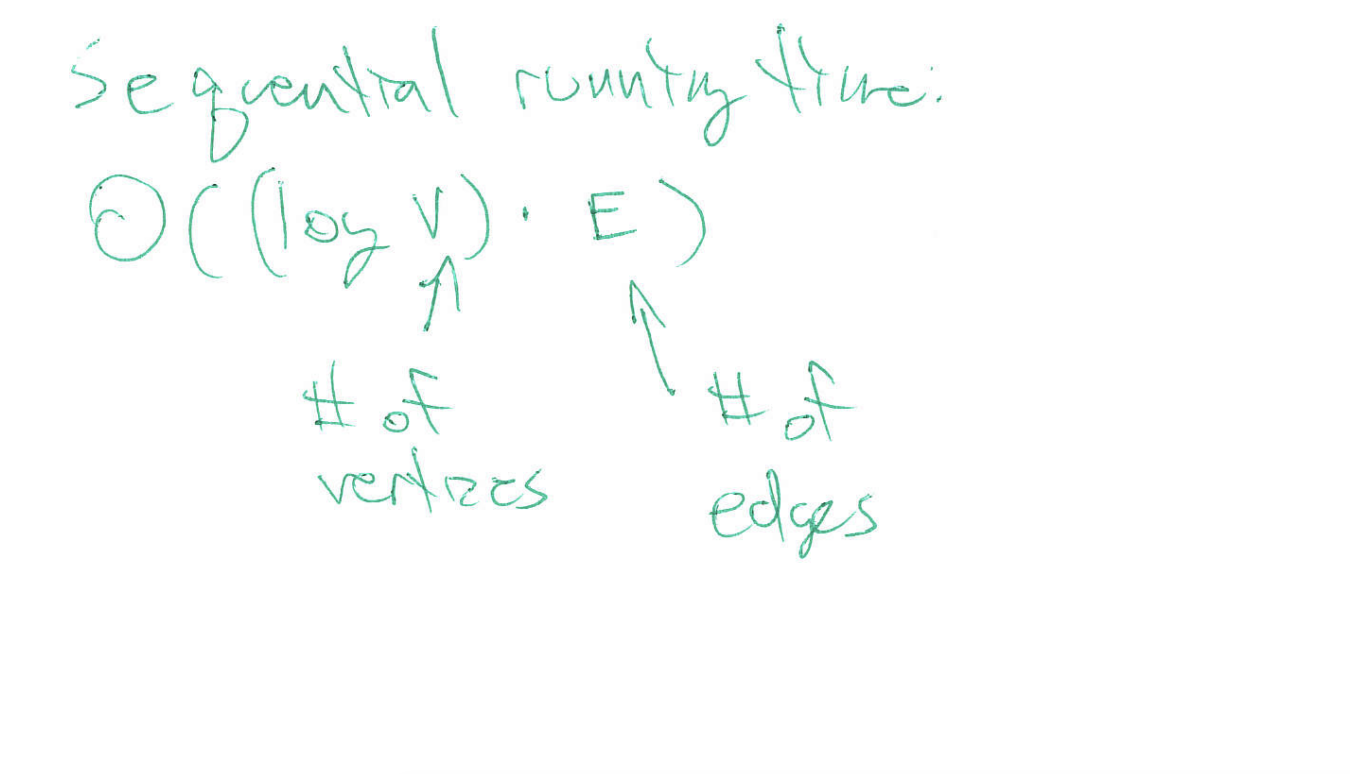 Sequential running time:
O((log V) · E)
# of
vertices
# of
edges